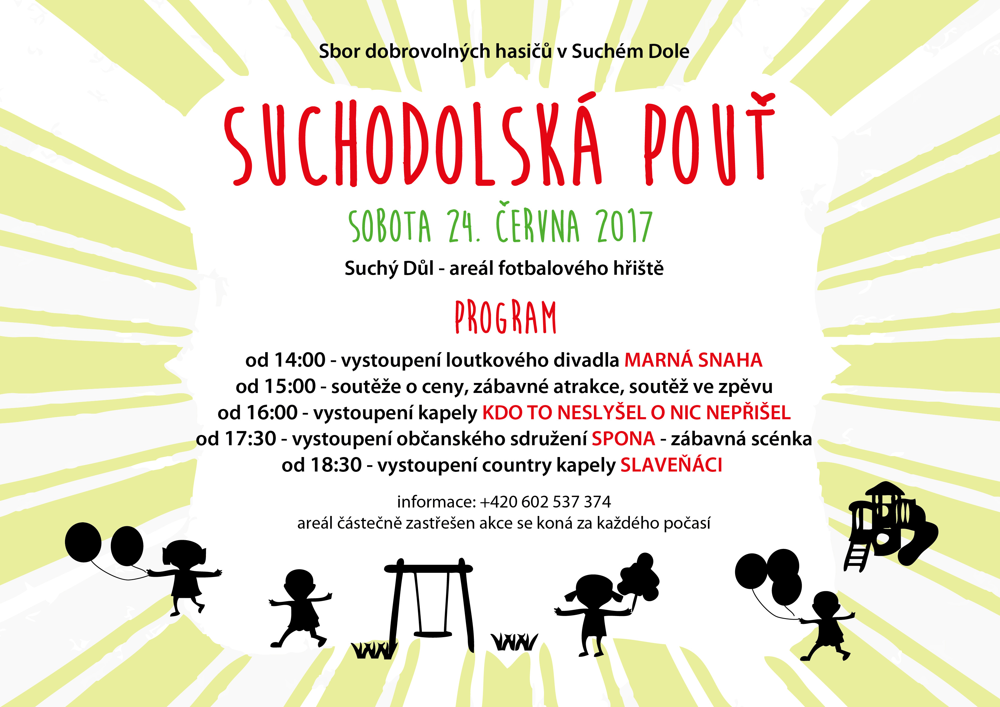 Sbor dobrovolných hasičů v Suchém Dole
SUCHODOLSKÁ POUŤ
SOBOTA 24. ČERVNA 2017
Suchý Důl - areál fotbalového hřiště
PROGRAM
od 14:00 - vystoupení loutkového divadla MARNÁ SNAHA
od 15:00 - soutěže o ceny, zábavné atrakce, soutěž ve zpěvu
od 16:00 - vystoupení kapely KDO TO NESLYŠEL O NIC NEPŘIŠEL
od 17:30 - vystoupení občanského sdružení SPONA - zábavná scénka
od 18:30 - vystoupení country kapely SLAVEŇÁCI
informace: +420 602 537 374
areál částečně zastřešen akce se koná za každého počasí